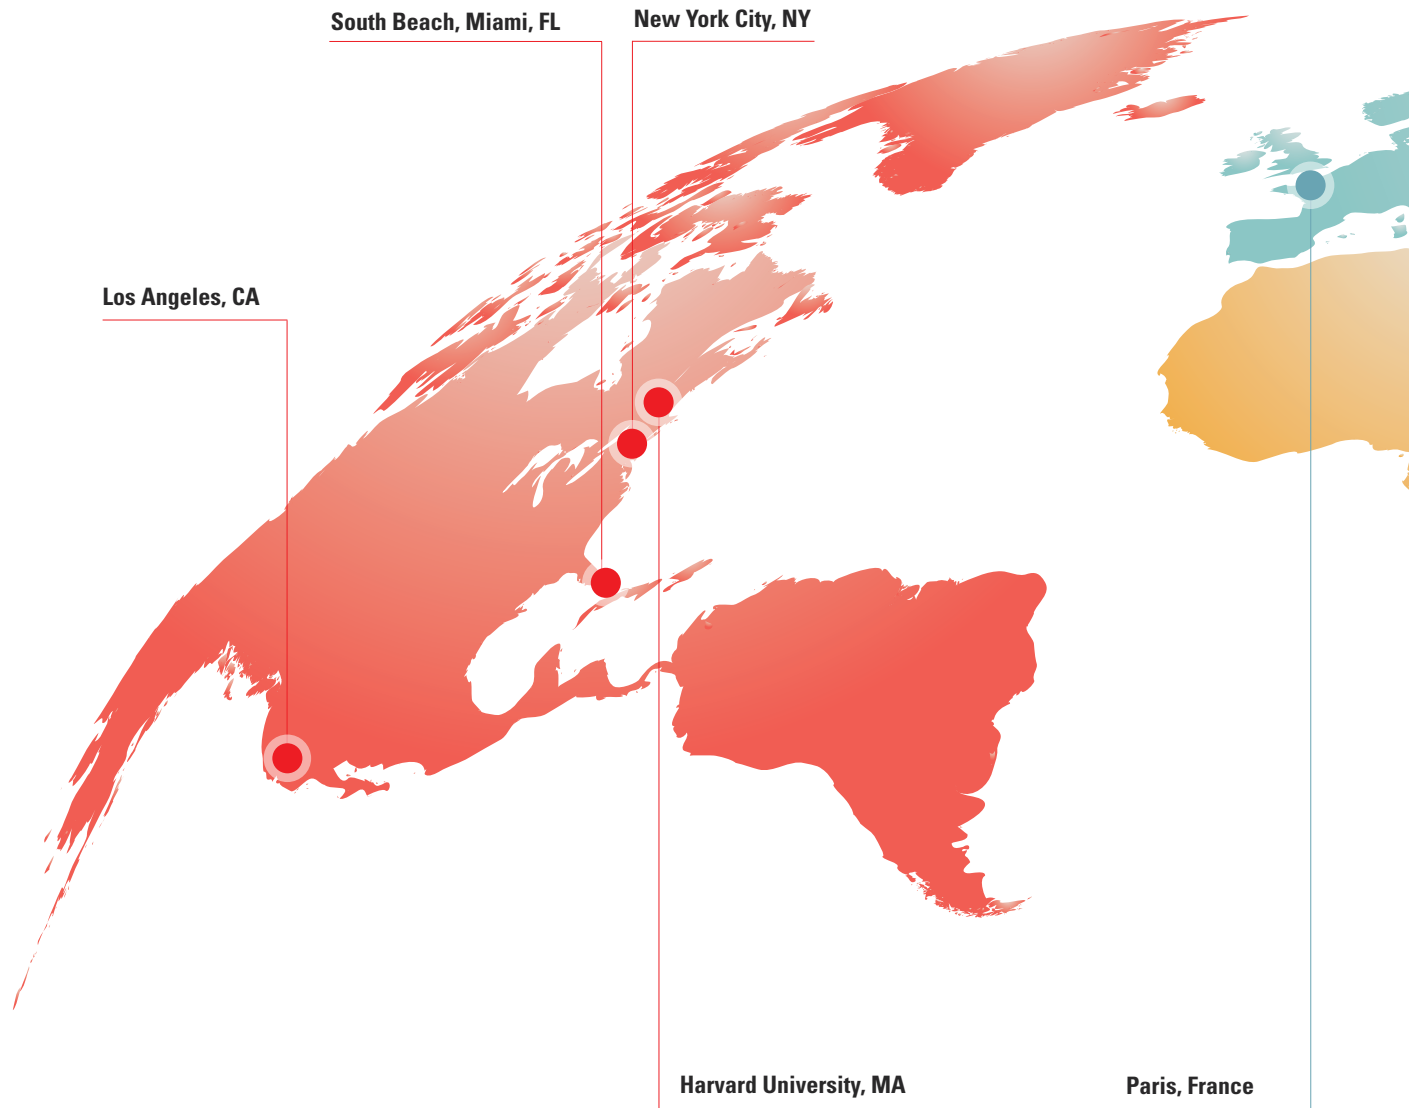 South Beach, Miami, FL
New York City, NY
Los Angeles, CA
Harvard University, MA
Paris, France